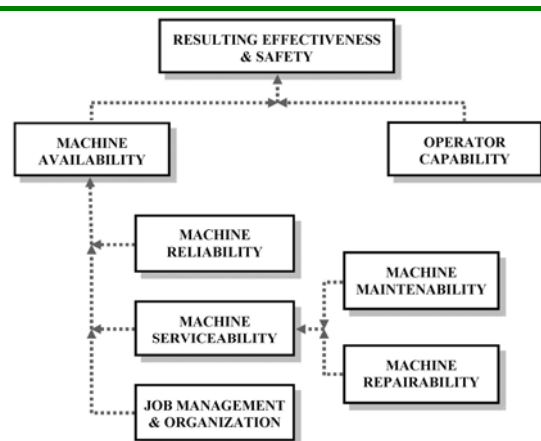 RESULTING EFFECTIVENESS
& SAFETY
MACHINE
AVAILABILITY
OPERATOR
CAPABILITY
MACHINE
RELIABILITY
MACHINE
MAINTENABILITY
MACHINE
SERVICEABILITY
MACHINE
REPAIRABILITY
JOB MANAGEMENT
& ORGANIZATION